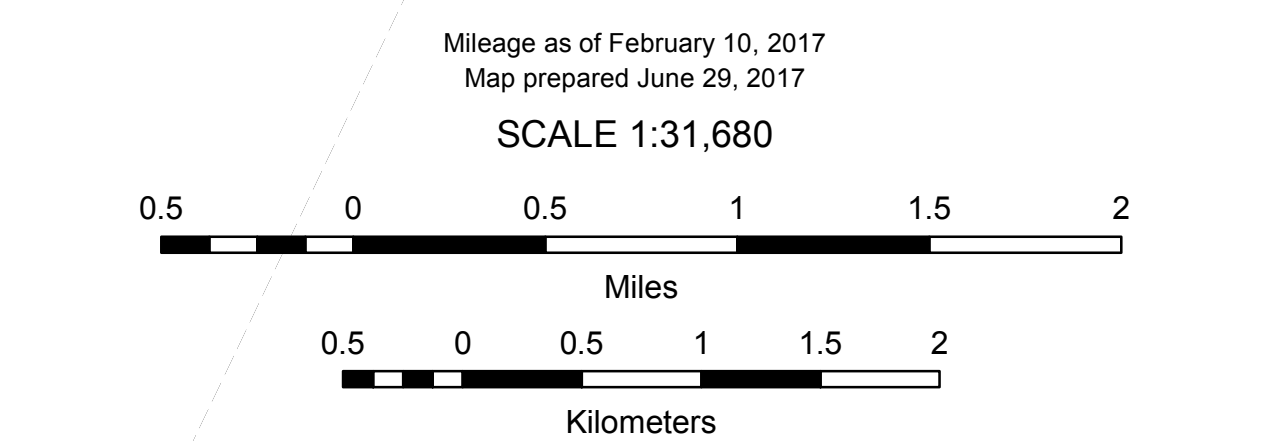 Mileage as of February 10, 2017
Map prepared June 29, 2017
SCALE 1:31,680
0.5 0 0.5 1 1.5 2
Miles
0.5 0 0.5 1 1.5 2
Kilometers